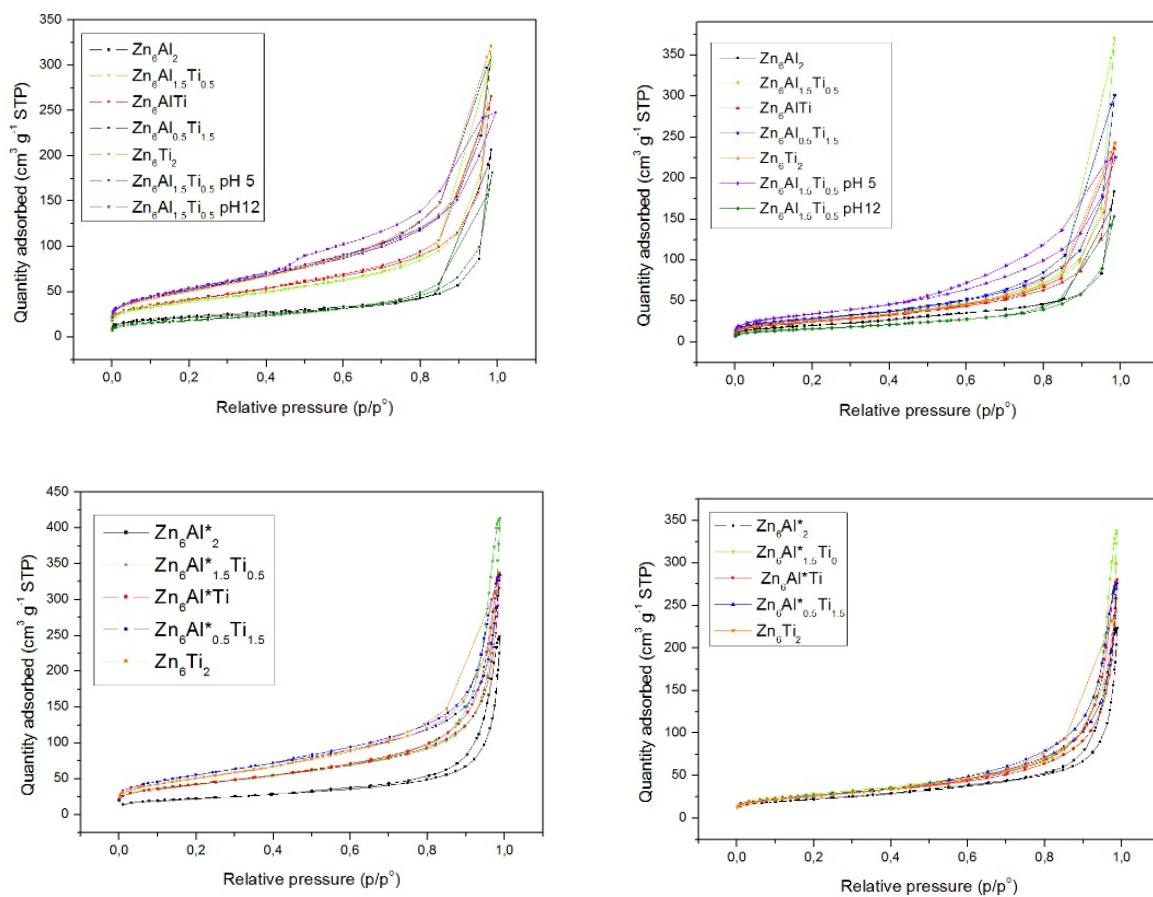 350
300
250
200
150
100
50
0
Quantity adsorbed (cm³ g⁻¹ STP)
Zn₆Al₂
Zn₆Al₁.₅Ti₀.₅
Zn₆AlTi
Zn₆Al₀.₅Ti₁.₅
Zn₆Ti₂
Zn₆Al₁.₅Ti₀.₅ pH 5
Zn₆Al₁.₅Ti₀.₅ pH12
0,0 0,2 0,4 0,6 0,8 1,0
Relative pressure (p/p°)
350
300
250
200
150
100
50
0
Quantity adsorbed (cm³ g⁻¹ STP)
Zn₆Al₂
Zn₆Al₁.₅Ti₀.₅
Zn₆AlTi
Zn₆Al₀.₅Ti₁.₅
Zn₆Ti₂
Zn₆Al₁.₅Ti₀.₅ pH 5
Zn₆Al₁.₅Ti₀.₅ pH12
0,0 0,2 0,4 0,6 0,8 1,0
Relative pressure (p/p°)
450
400
350
300
250
200
150
100
50
0
Quantity adsorbed (cm³ g⁻¹ STP)
Zn₆Al*₂
Zn₆Al*₁.₅Ti₀.₅
Zn₆Al*Ti
Zn₆Al*₀.₅Ti₁.₅
Zn₆Ti₂
0,0 0,2 0,4 0,6 0,8 1,0
Relative pressure (p/p°)
350
300
250
200
150
100
50
0
Quantity adsorbed (cm³ g⁻¹ STP)
Zn₆Al*₂
Zn₆Al*₁.₅Ti₀
Zn₆Al*Ti
Zn₆Al*₀.₅Ti₁.₅
Zn₆Ti₂
0,0 0,2 0,4 0,6 0,8 1,0
Relative pressure (p/p°)